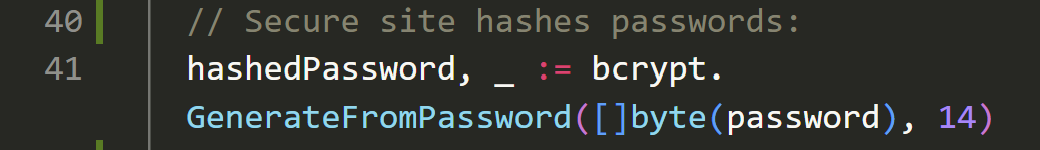 40 // Secure site hashes passwords:
41 hashedPassword, _ := bcrypt.
GenerateFromPassword([]byte(password), 14)